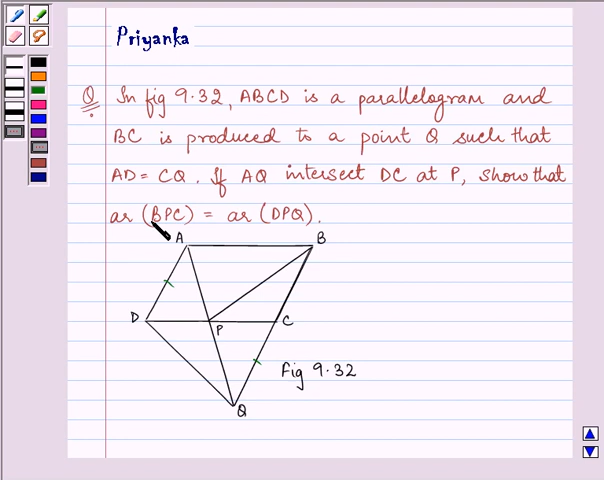 Priyanka
Q In fig 9.32, ABCD is a parallelogram and
BC is produced to a point Q such that
AD = CQ. If AQ intersect DC at P, show that
ar (BPC) = ar (DPQ).
A B
D P C
Fig 9.32
Q